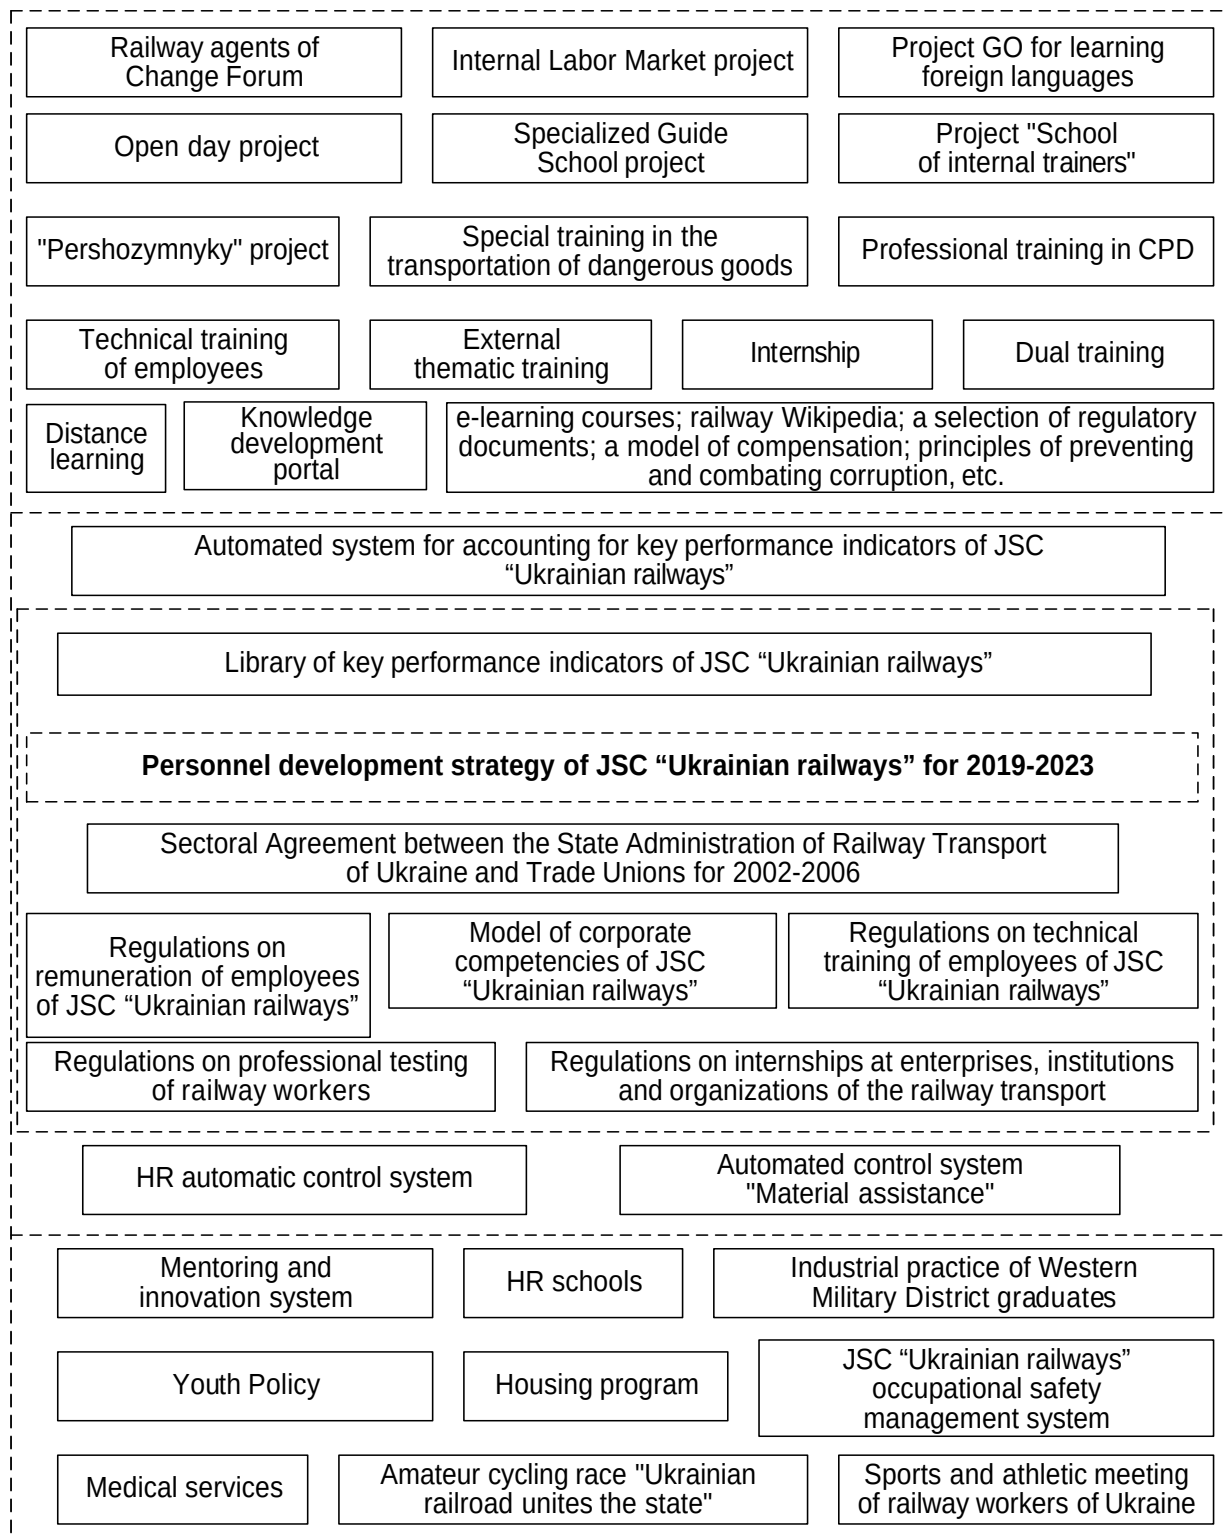 Railway agents of
Change Forum
Internal Labor Market project
Project GO for learning
foreign languages
Open day project
Specialized Guide
School project
Project "School
of internal trainers"
"Pershozymnyky" project
Special training in the
transportation of dangerous goods
Professional training in CPD
Technical training
of employees
External
thematic training
Internship
Dual training
Distance
learning
Knowledge
development
portal
e-learning courses; railway Wikipedia; a selection of regulatory
documents; a model of compensation; principles of preventing
and combating corruption, etc.
Automated system for accounting for key performance indicators of JSC
“Ukrainian railways”
Library of key performance indicators of JSC “Ukrainian railways”
Personnel development strategy of JSC “Ukrainian railways” for 2019-2023
Sectoral Agreement between the State Administration of Railway Transport
of Ukraine and Trade Unions for 2002-2006
Regulations on
remuneration of employees
of JSC “Ukrainian railways”
Model of corporate
competencies of JSC
“Ukrainian railways”
Regulations on technical
training of employees of JSC
“Ukrainian railways”
Regulations on professional testing
of railway workers
Regulations on internships at enterprises, institutions
and organizations of the railway transport
HR automatic control system
Automated control system
"Material assistance"
Mentoring and
innovation system
HR schools
Industrial practice of Western
Military District graduates
Youth Policy
Housing program
JSC “Ukrainian railways”
occupational safety
management system
Medical services
Amateur cycling race "Ukrainian
railroad unites the state"
Sports and athletic meeting
of railway workers of Ukraine